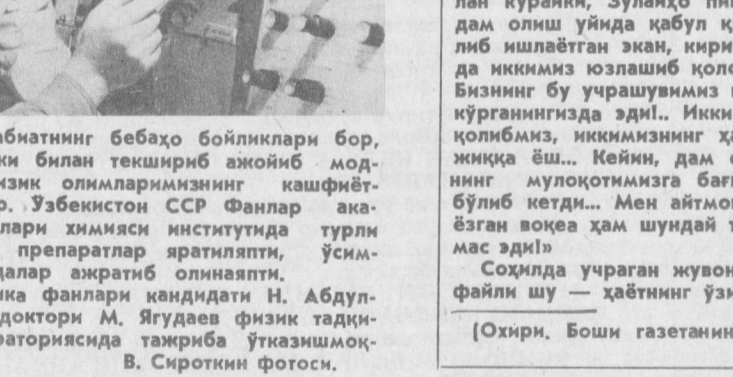 абиатнинг бебаҳо бойликлари бор,
ки билан текшириб ажойиб мод-
изик олимларимизнинг кашфиёт-
р. Ўзбекистон ССР Фанлар ака-
лари химияси институтида турли
препаратлар яратиляпти, ўсим-
далар ажратиб олинаяпти.
ика фанлари кандидати Н. Абдул-
доктори М. Ягудаев физик тадқи-
раториясида тажриба ўтказишмоқ-
В. Сироткин фотоси.
лан кўрайки, Зулайҳо
дам олиш уйида қабул қ
либ ишлаётган экан, кири
да иккимиз юзлашиб қол
Бизнинг бу учрашувимиз
кўрганингизда эди!.. Икки
қолибмиз, иккимизнинг ҳа
жиққа ёш... Кейин, дам
нинг мулоқотимизга бағ
бўлиб кетди... Мен айтмо
ёзган воқеа ҳам шундай т
мас эди!»
Соҳилда учраган жувон
файли шу — ҳаётнинг ўзи
(Охири. Боши газетанин